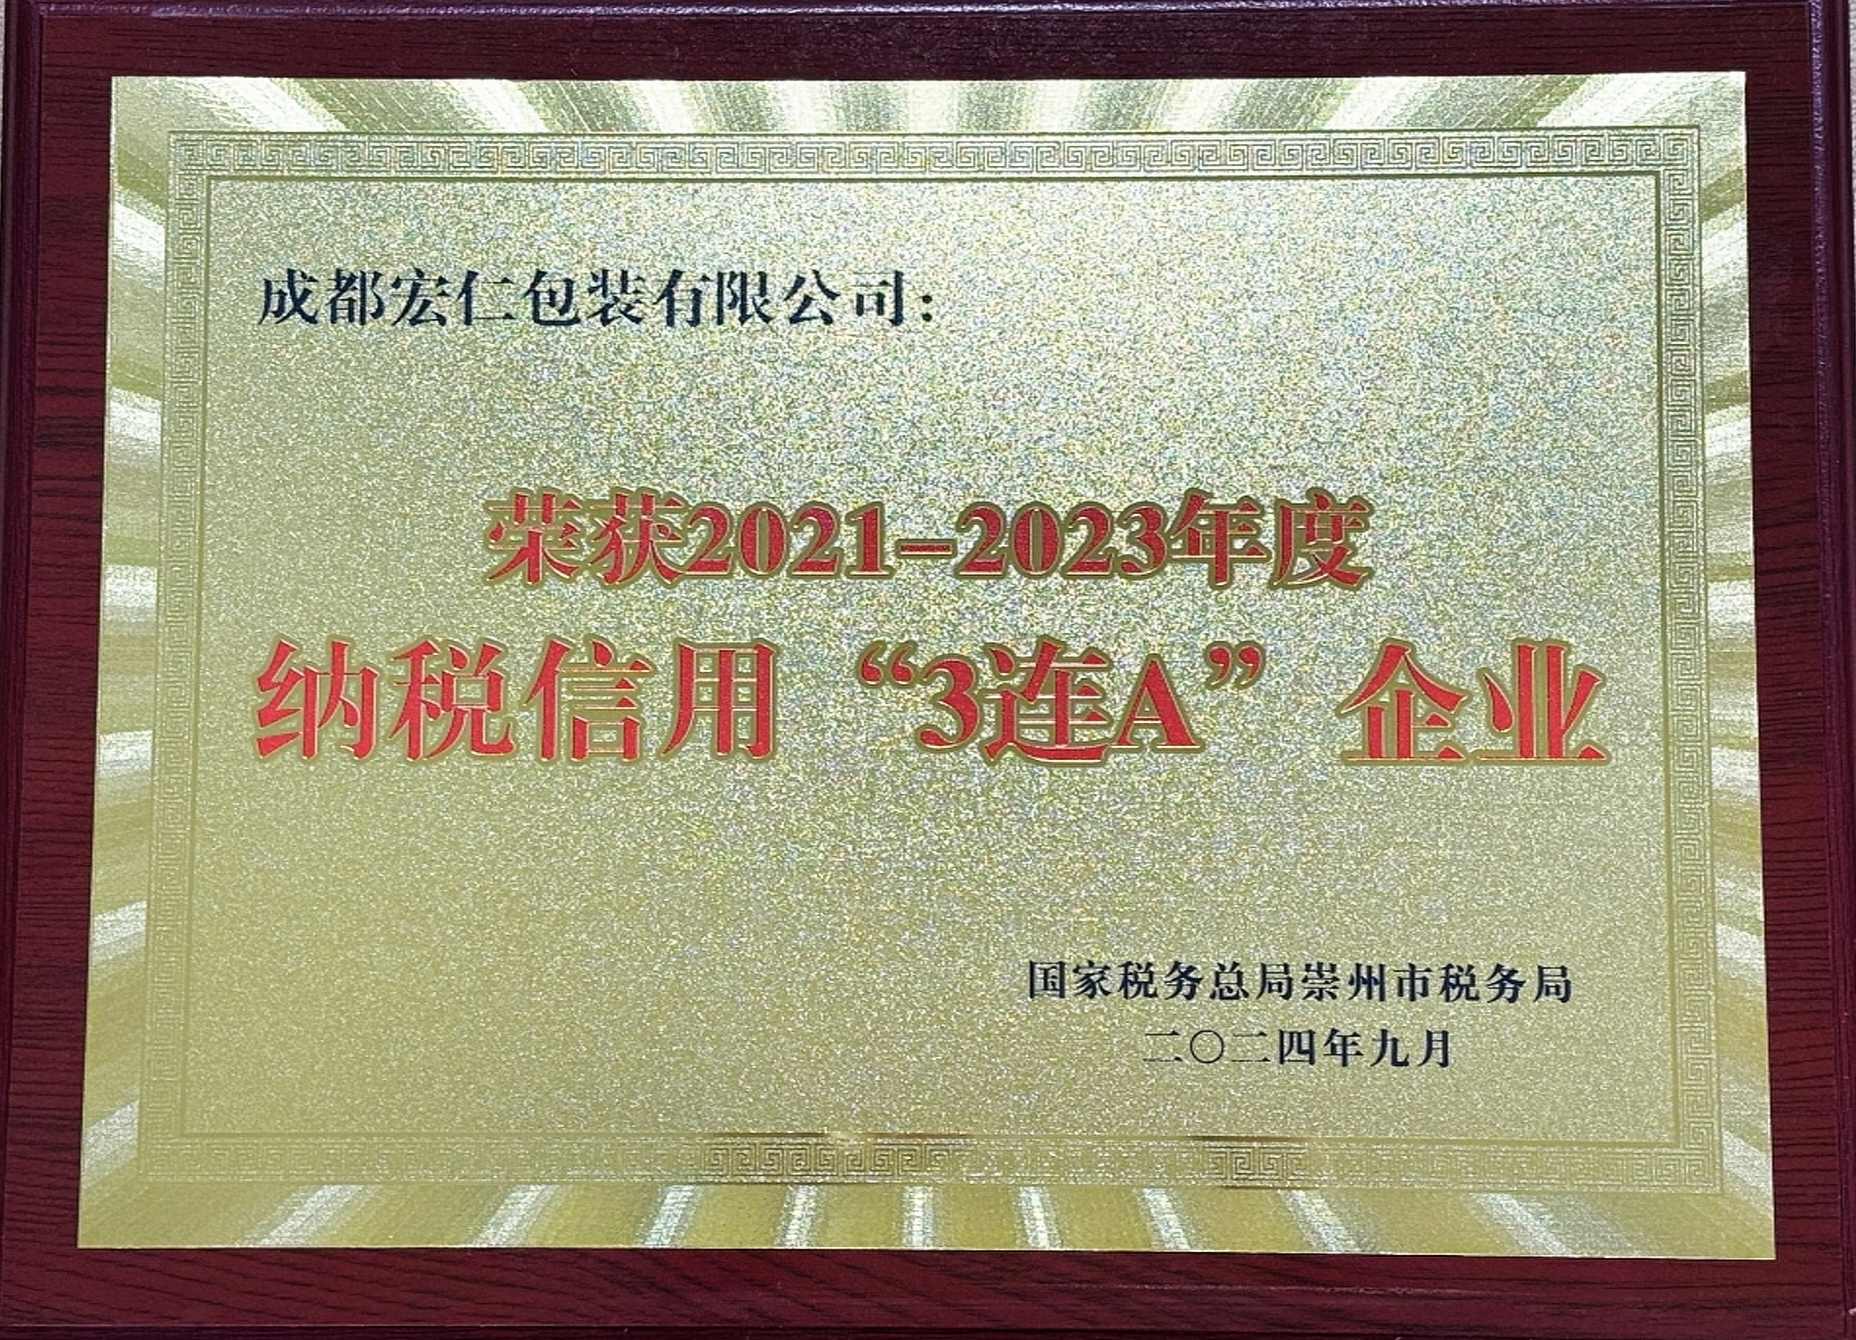 成都宏仁包装有限公司：
荣获2021-2023年度
纳税信用“3连A”企业
国家税务总局崇州市税务局
二〇二四年九月